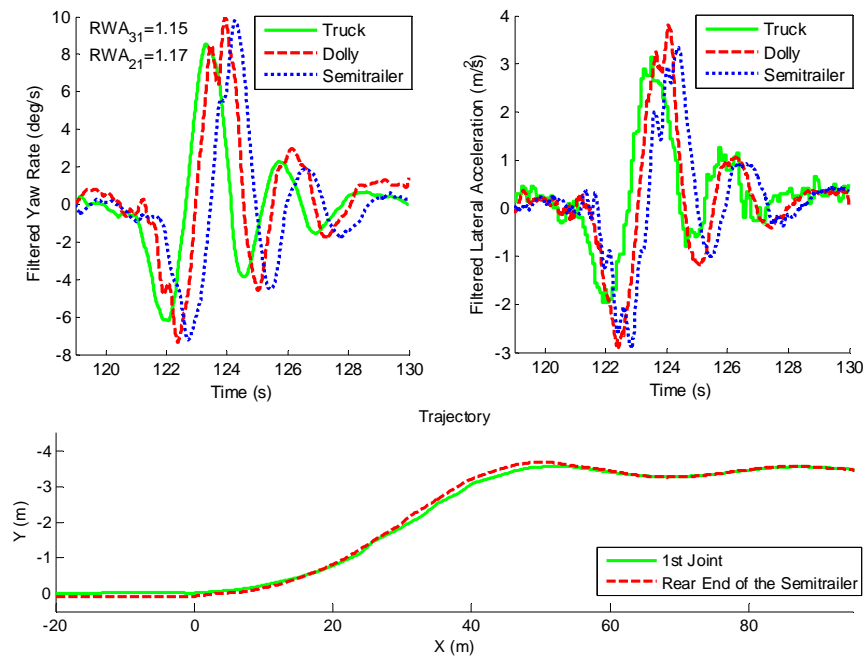 RWA31=1.15
RWA21=1.17
Truck
Dolly
Semitrailer
Filtered Yaw Rate (deg/s)
10
8
6
4
2
0
-2
-4
-6
-8
120
122
124
126
128
130
Time (s)
Truck
Dolly
Semitrailer
Filtered Lateral Acceleration (m/s²)
4
3
2
1
0
-1
-2
-3
120
122
124
126
128
130
Time (s)
Trajectory
Y (m)
-4
-3
-2
-1
0
1st Joint
Rear End of the Semitrailer
-20
0
20
40
60
80
X (m)